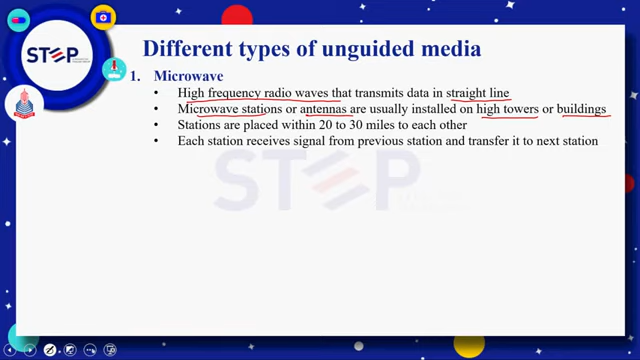 STEP
Different types of unguided media
1. Microwave
• High frequency radio waves that transmits data in straight line
• Microwave stations or antennas are usually installed on high towers or buildings
• Stations are placed within 20 to 30 miles to each other
• Each station receives signal from previous station and transfer it to next station
STEP